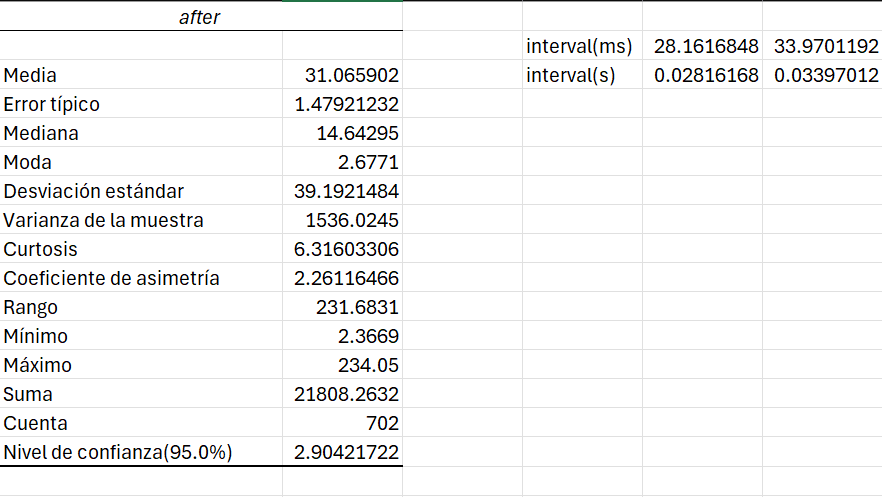 after
interval(ms) 28.1616848 33.9701192
Media 31.065902 interval(s) 0.02816168 0.03397012
Error típico 1.47921232
Mediana 14.64295
Moda 2.6771
Desviación estándar 39.1921484
Varianza de la muestra 1536.0245
Curtosis 6.31603306
Coeficiente de asimetría 2.26116466
Rango 231.6831
Mínimo 2.3669
Máximo 234.05
Suma 21808.2632
Cuenta 702
Nivel de confianza(95.0%) 2.90421722